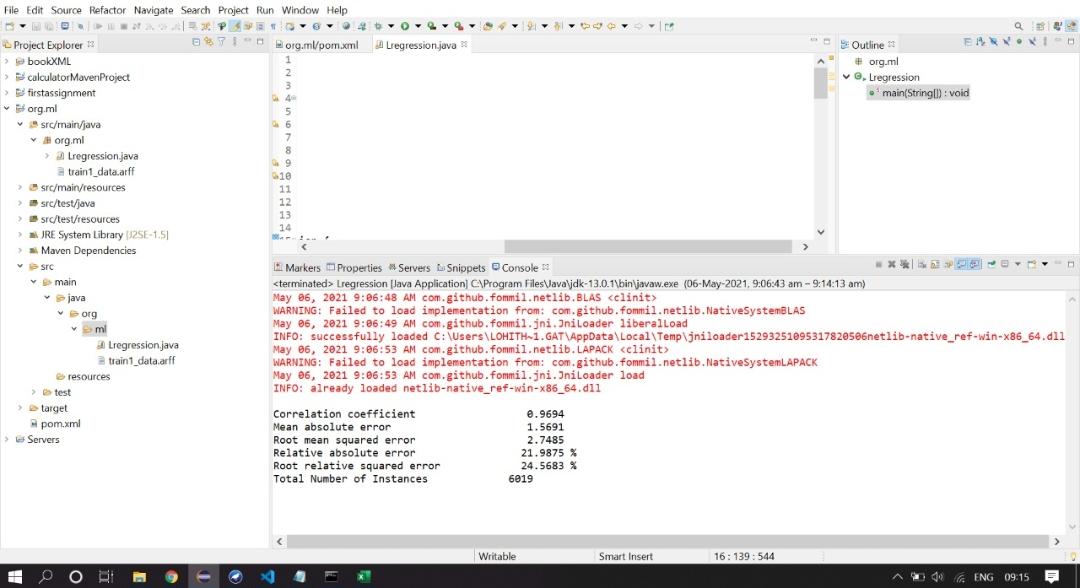 File Edit Source Refactor Navigate Search Project Run Window Help
Project Explorer
bookXML
calculatorMavenProject
firstassignment
org.ml
src/main/java
org.ml
Lregression.java
train1_data.arff
src/main/resources
src/test/java
src/test/resources
JRE System Library [J2SE-1.5]
Maven Dependencies
src
main
java
org
ml
Lregression.java
train1_data.arff
resources
test
target
pom.xml
Servers
org.ml/pom.xml Lregression.java
1
2
3
4
5
6
7
8
9
10
11
12
13
14
Outline
org.ml
Lregression
main(String[]) : void
Markers Properties Servers Snippets Console
<terminated> Lregression [Java Application] C:\Program Files\Java\jdk-13.0.1\bin\javaw.exe (06-May-2021, 9:06:43 am – 9:14:13 am)
May 06, 2021 9:06:48 AM com.github.fommil.netlib.BLAS <clinit>
WARNING: Failed to load implementation from: com.github.fommil.netlib.NativeSystemBLAS
May 06, 2021 9:06:49 AM com.github.fommil.jni.JniLoader liberalLoad
INFO: successfully loaded C:\Users\LOHITH~1.GAT\AppData\Local\Temp\jniloader15293251095317820506netlib-native_ref-win-x86_64.dll
May 06, 2021 9:06:53 AM com.github.fommil.netlib.LAPACK <clinit>
WARNING: Failed to load implementation from: com.github.fommil.netlib.NativeSystemLAPACK
May 06, 2021 9:06:53 AM com.github.fommil.jni.JniLoader load
INFO: already loaded netlib-native_ref-win-x86_64.dll
Correlation coefficient 0.9694
Mean absolute error 1.5691
Root mean squared error 2.7485
Relative absolute error 21.9875 %
Root relative squared error 24.5683 %
Total Number of Instances 6019
Writable Smart Insert 16 : 139 : 544
ENG 09:15